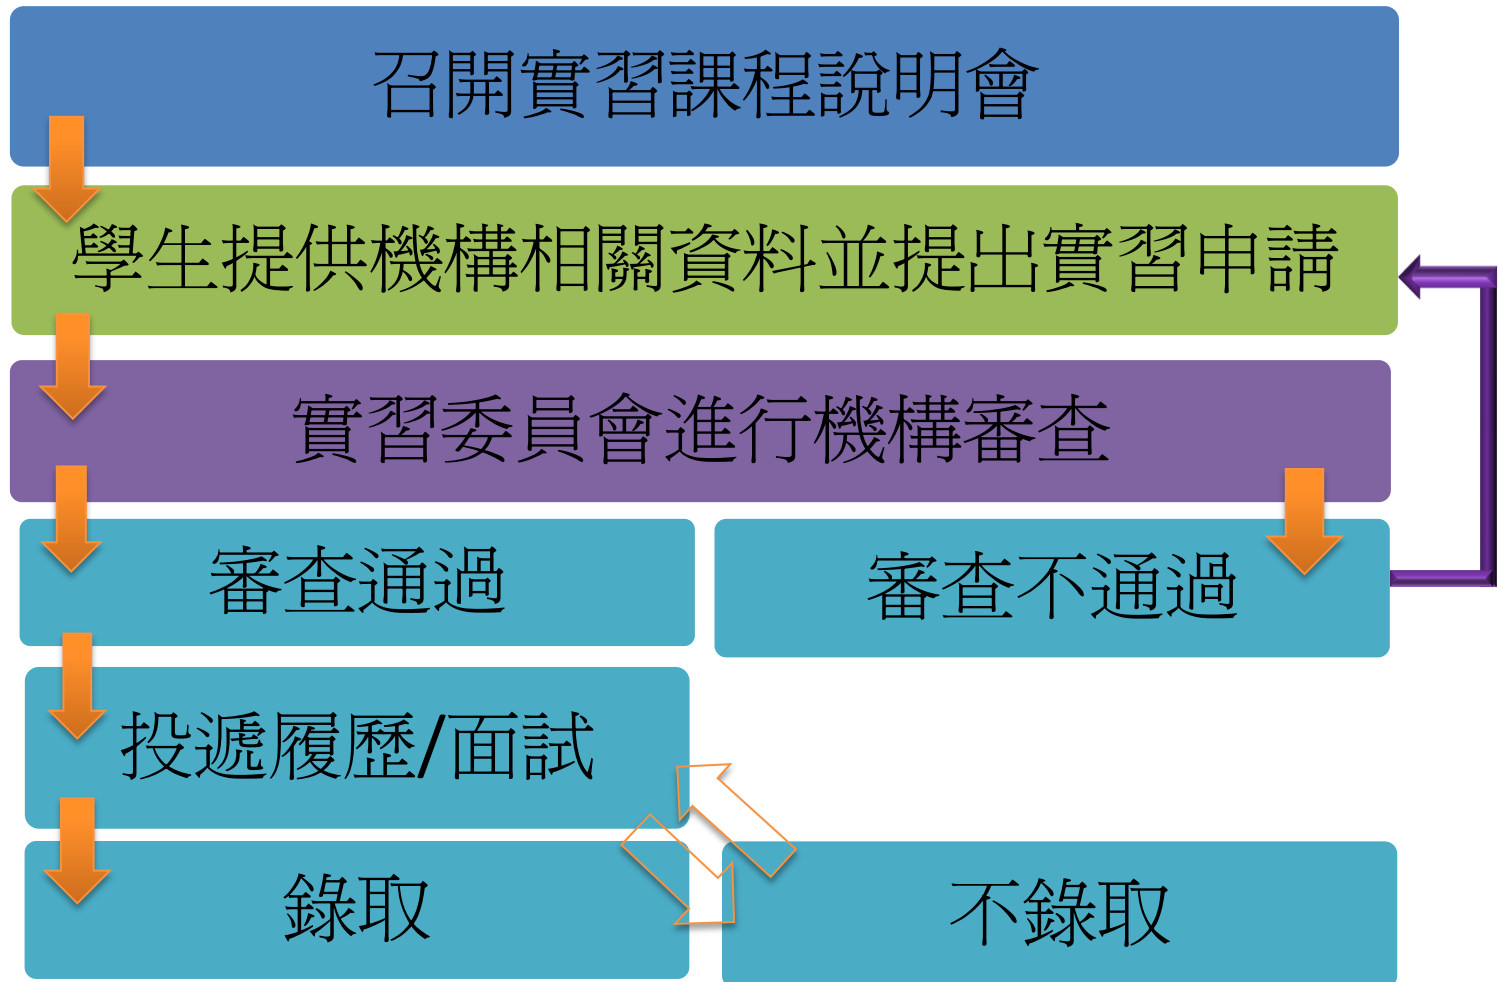 召開實習課程說明會
學生提供機構相關資料並提出實習申請
實習委員會進行機構審查
審查通過
審查不通過
投遞履歷/面試
錄取
不錄取